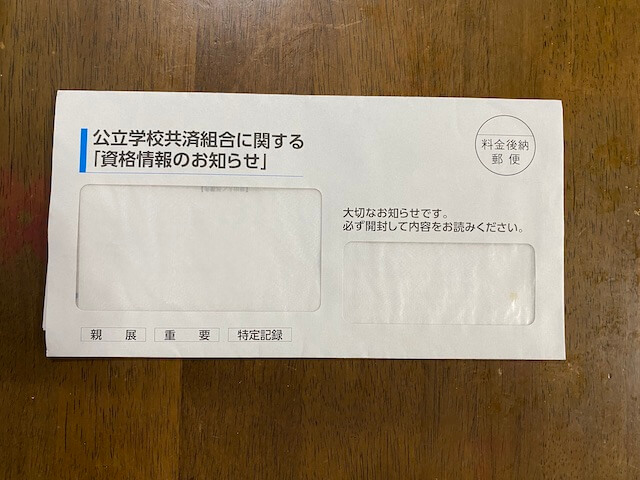 公立学校共済組合に関する
「資格情報のお知らせ」
料金後納
郵便
大切なお知らせです。
必ず開封して内容をお読みください。
親展
重要
特定記録